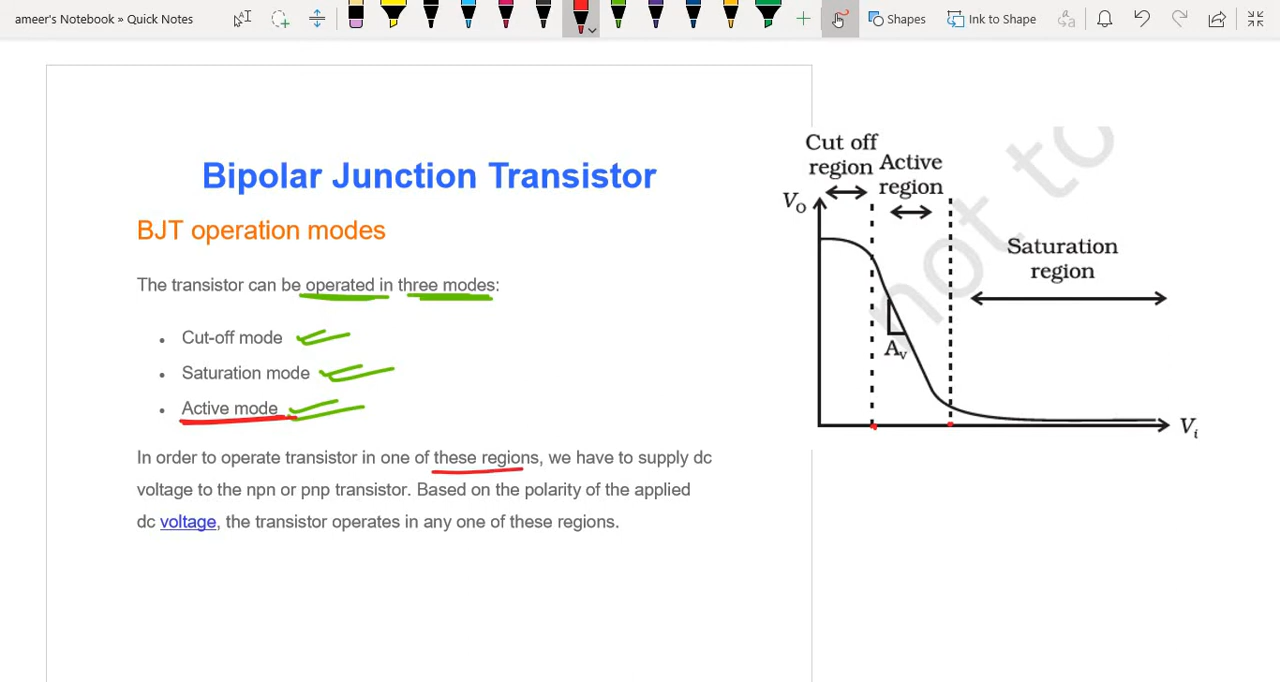 ameer's Notebook » Quick Notes
Shapes
Ink to Shape
Bipolar Junction Transistor
BJT operation modes
The transistor can be operated in three modes:
• Cut-off mode
• Saturation mode
• Active mode
In order to operate transistor in one of these regions, we have to supply dc
voltage to the npn or pnp transistor. Based on the polarity of the applied
dc voltage, the transistor operates in any one of these regions.
Cut off
region
Active
region
Vo
Saturation
region
Av
Vi
not to